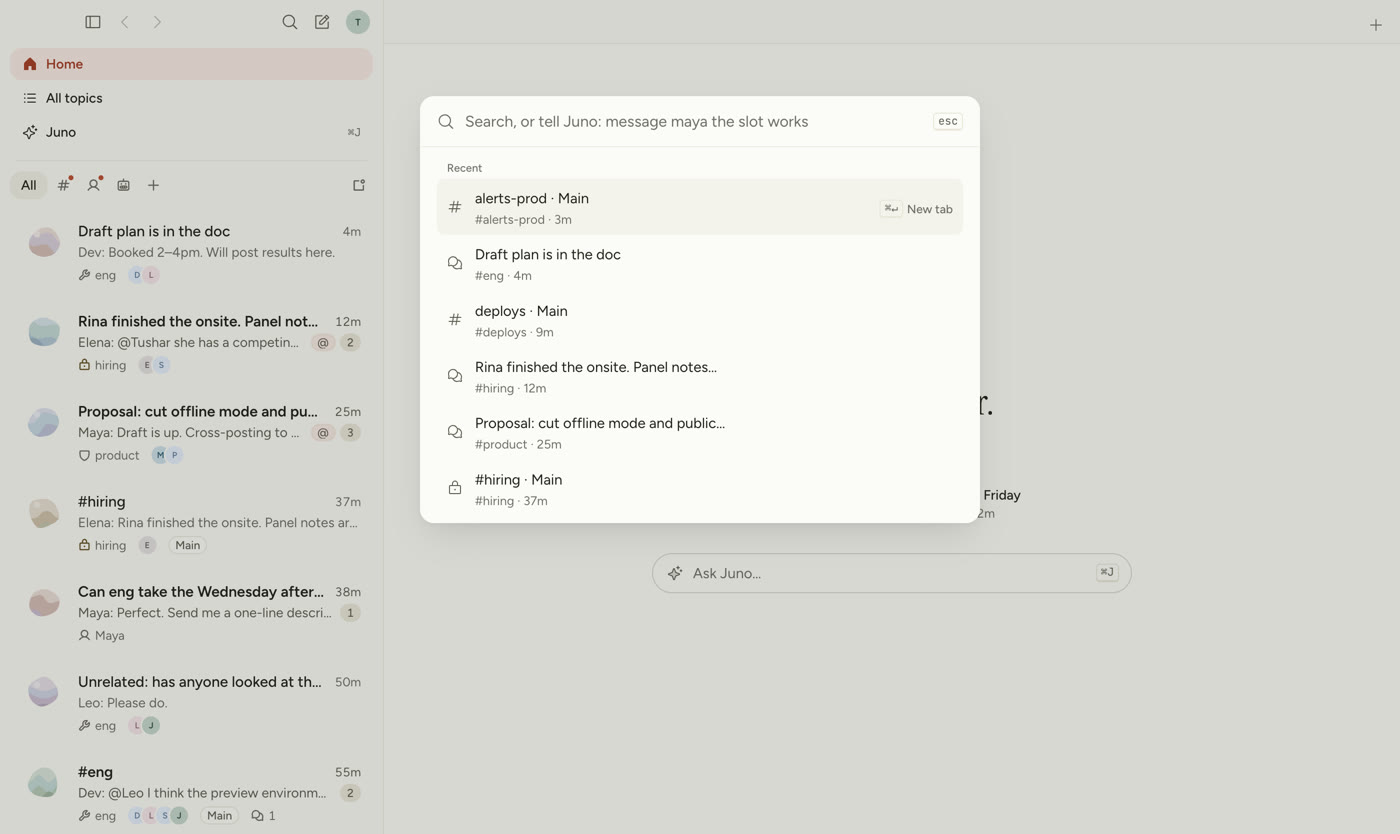 T
Home
All topics
Juno ⌘J
All
Draft plan is in the doc 4m
Dev: Booked 2–4pm. Will post results here.
eng D L
Rina finished the onsite. Panel not... 12m
Elena: @Tushar she has a competin... @ 2
hiring E S
Proposal: cut offline mode and pu... 25m
Maya: Draft is up. Cross-posting to ... @ 3
product M P
#hiring 37m
Elena: Rina finished the onsite. Panel notes ar...
hiring E Main
Can eng take the Wednesday after... 38m
Maya: Perfect. Send me a one-line descri... 1
Maya
Unrelated: has anyone looked at th... 50m
Leo: Please do.
eng L J
#eng 55m
Dev: @Leo I think the preview environm... 2
eng D L S J Main 1
Search, or tell Juno: message maya the slot works esc
Recent
alerts-prod · Main
#alerts-prod · 3m
⌘↵ New tab
Draft plan is in the doc
#eng · 4m
deploys · Main
#deploys · 9m
Rina finished the onsite. Panel notes...
#hiring · 12m
Proposal: cut offline mode and public...
#product · 25m
#hiring · Main
#hiring · 37m
r.
Friday
2m
Ask Juno... ⌘J